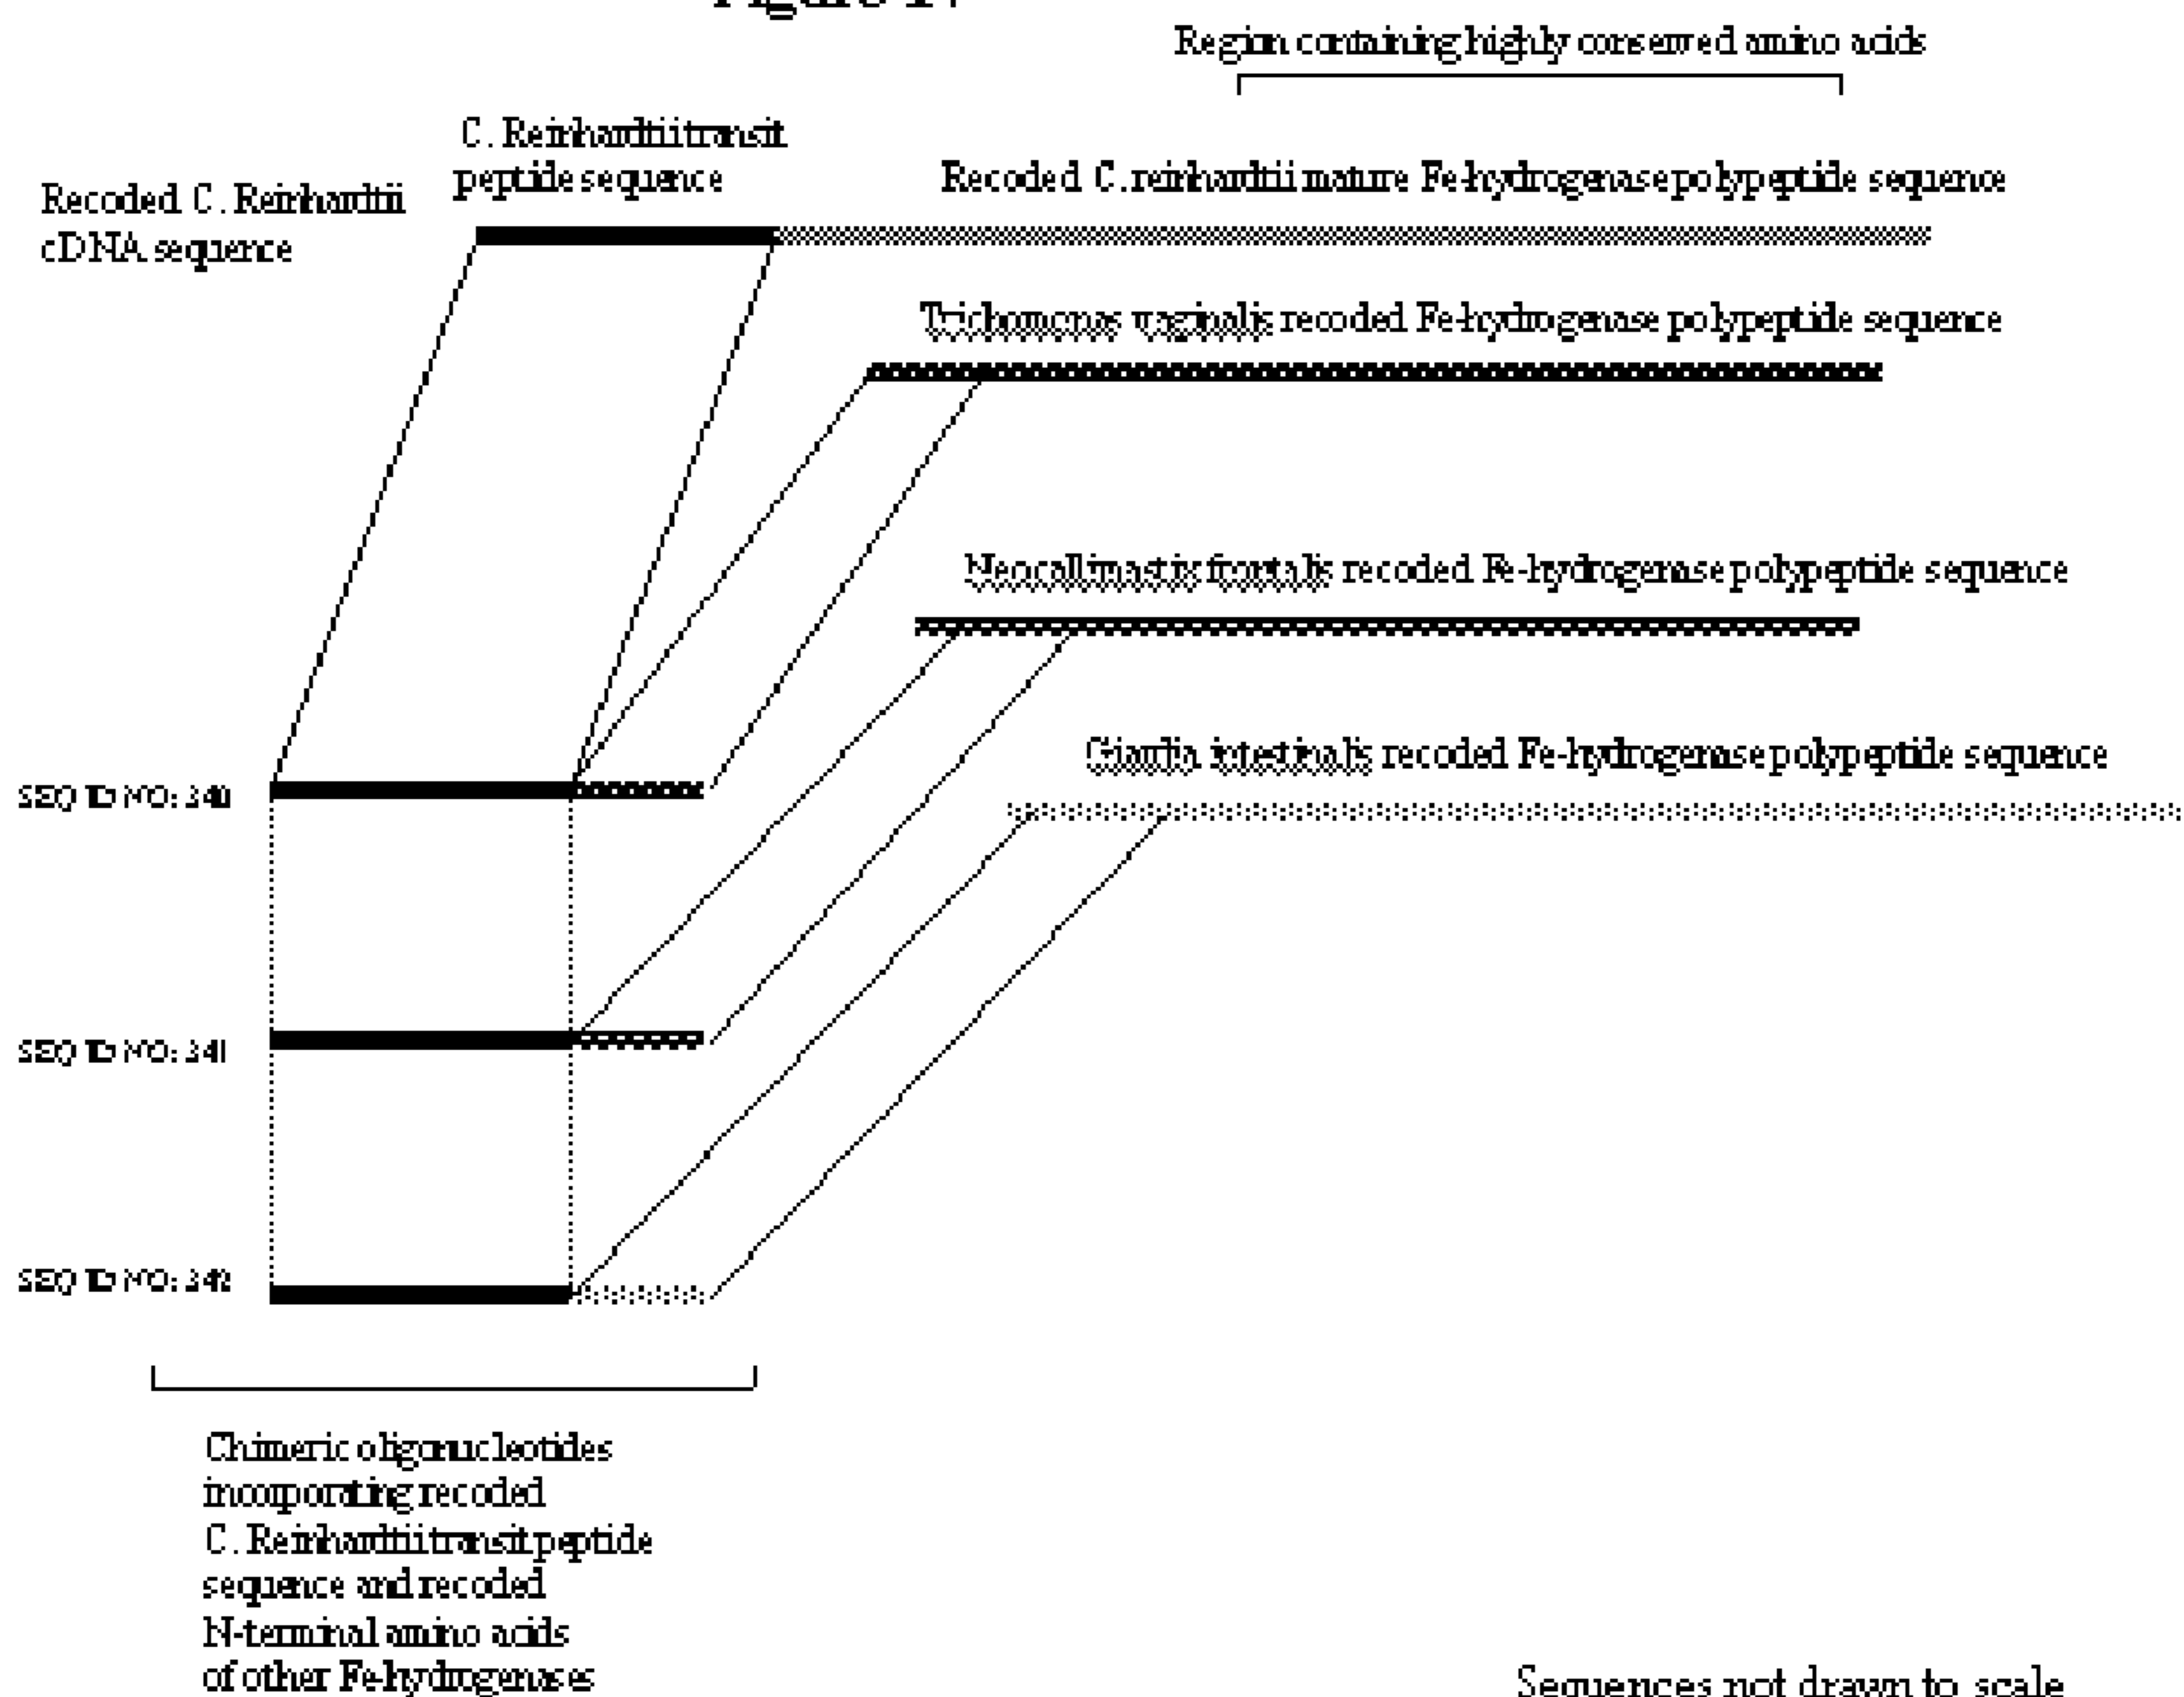 Region containing highly conserved amino acids
C. Reinhardtii transit
peptide sequence
Recoded C.reinhardtii mature Fe-hydrogenase polypeptide sequence
Recoded C. Reinhardtii
cDNA sequence
Trichomonas vaginalis recoded Fe-hydrogenase polypeptide sequence
Neocallimastix frontalis recoded Fe-hydrogenase polypeptide sequence
Giardia intestinalis recoded Fe-hydrogenase polypeptide sequence
SEQ ID NO:
SEQ ID NO:
SEQ ID NO:
Chimeric oligonucleotides
incorporating recoded
C. Reinhardtii transit peptide
sequence and recoded
N-terminal amino acids
of other Fe-hydrogenases
Sequences not drawn to scale